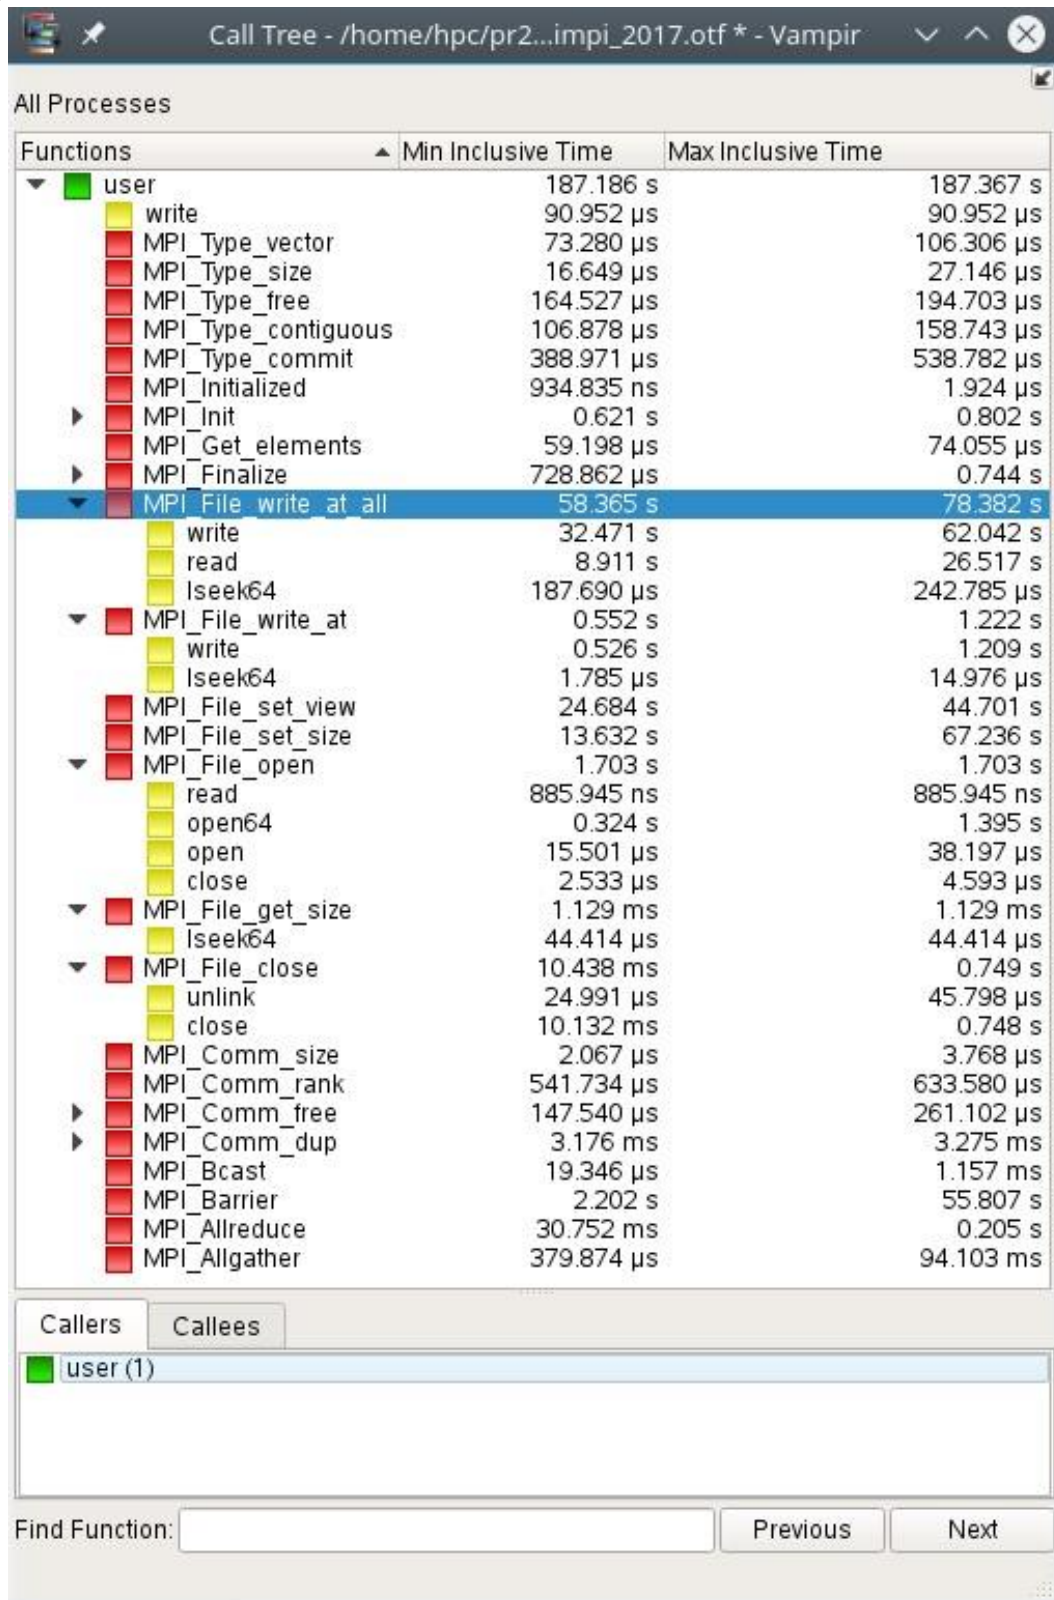 Call Tree - /home/hpc/pr2...impi_2017.otf * - Vampir
All Processes
Functions Min Inclusive Time Max Inclusive Time
user 187.186 s 187.367 s
write 90.952 µs 90.952 µs
MPI_Type_vector 73.280 µs 106.306 µs
MPI_Type_size 16.649 µs 27.146 µs
MPI_Type_free 164.527 µs 194.703 µs
MPI_Type_contiguous 106.878 µs 158.743 µs
MPI_Type_commit 388.971 µs 538.782 µs
MPI_Initialized 934.835 ns 1.924 µs
MPI_Init 0.621 s 0.802 s
MPI_Get_elements 59.198 µs 74.055 µs
MPI_Finalize 728.862 µs 0.744 s
MPI_File_write_at_all 58.365 s 78.382 s
write 32.471 s 62.042 s
read 8.911 s 26.517 s
lseek64 187.690 µs 242.785 µs
MPI_File_write_at 0.552 s 1.222 s
write 0.526 s 1.209 s
lseek64 1.785 µs 14.976 µs
MPI_File_set_view 24.684 s 44.701 s
MPI_File_set_size 13.632 s 67.236 s
MPI_File_open 1.703 s 1.703 s
read 885.945 ns 885.945 ns
open64 0.324 s 1.395 s
open 15.501 µs 38.197 µs
close 2.533 µs 4.593 µs
MPI_File_get_size 1.129 ms 1.129 ms
lseek64 44.414 µs 44.414 µs
MPI_File_close 10.438 ms 0.749 s
unlink 24.991 µs 45.798 µs
close 10.132 ms 0.748 s
MPI_Comm_size 2.067 µs 3.768 µs
MPI_Comm_rank 541.734 µs 633.580 µs
MPI_Comm_free 147.540 µs 261.102 µs
MPI_Comm_dup 3.176 ms 3.275 ms
MPI_Bcast 19.346 µs 1.157 ms
MPI_Barrier 2.202 s 55.807 s
MPI_Allreduce 30.752 ms 0.205 s
MPI_Allgather 379.874 µs 94.103 ms
Callers Callees
user (1)
Find Function: Previous Next